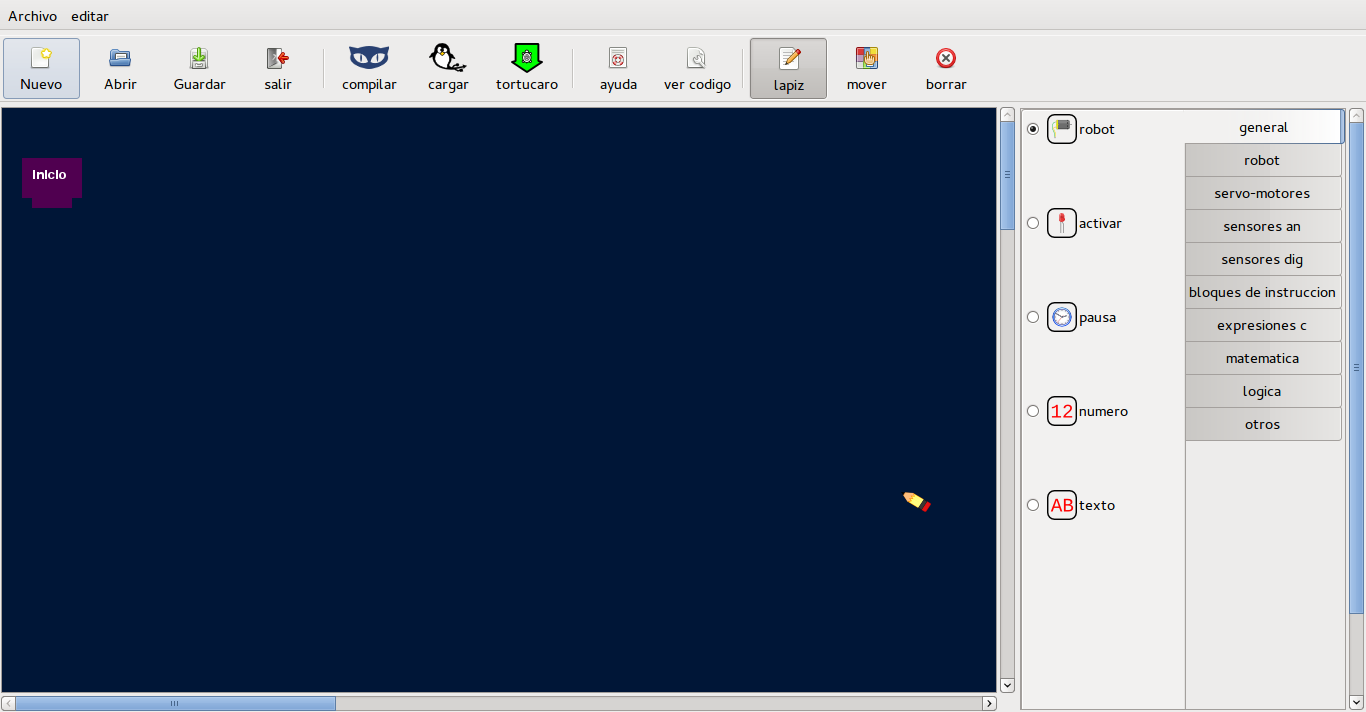 Archivo editar
Nuevo Abrir Guardar salir compilar cargar tortucaro ayuda ver codigo lapiz mover borrar
Inicio
robot
activar
pausa
12 numero
AB texto
general
robot
servo-motores
sensores an
sensores dig
bloques de instruccion
expresiones c
matematica
logica
otros